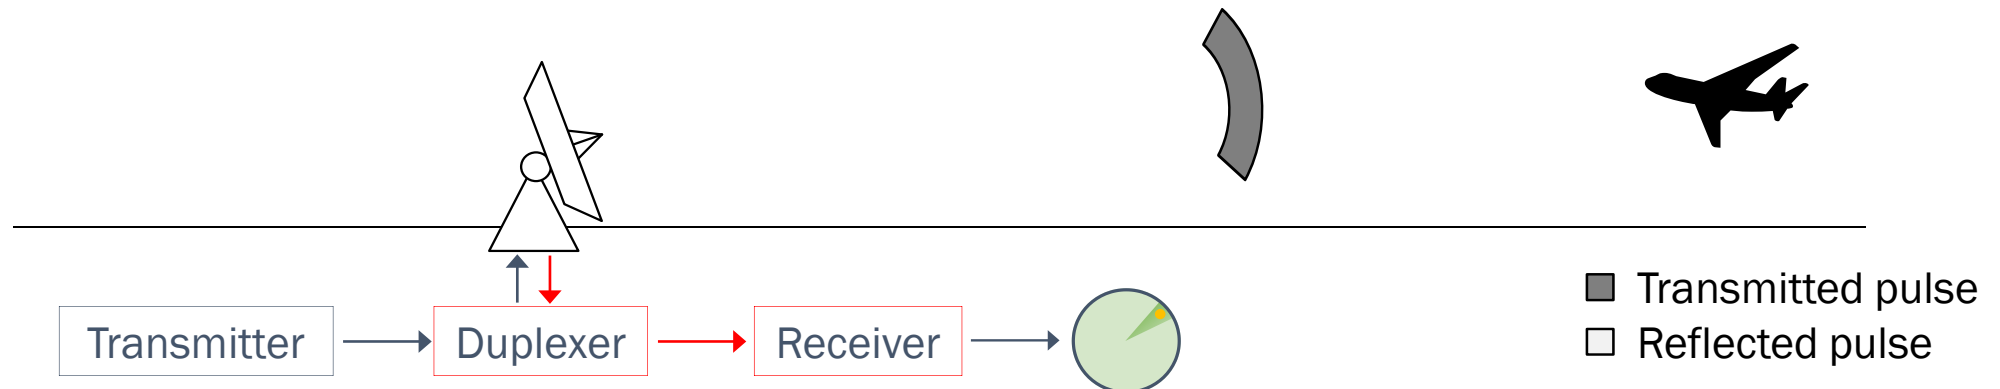 Transmitter
Duplexer
Receiver
Transmitted pulse
Reflected pulse